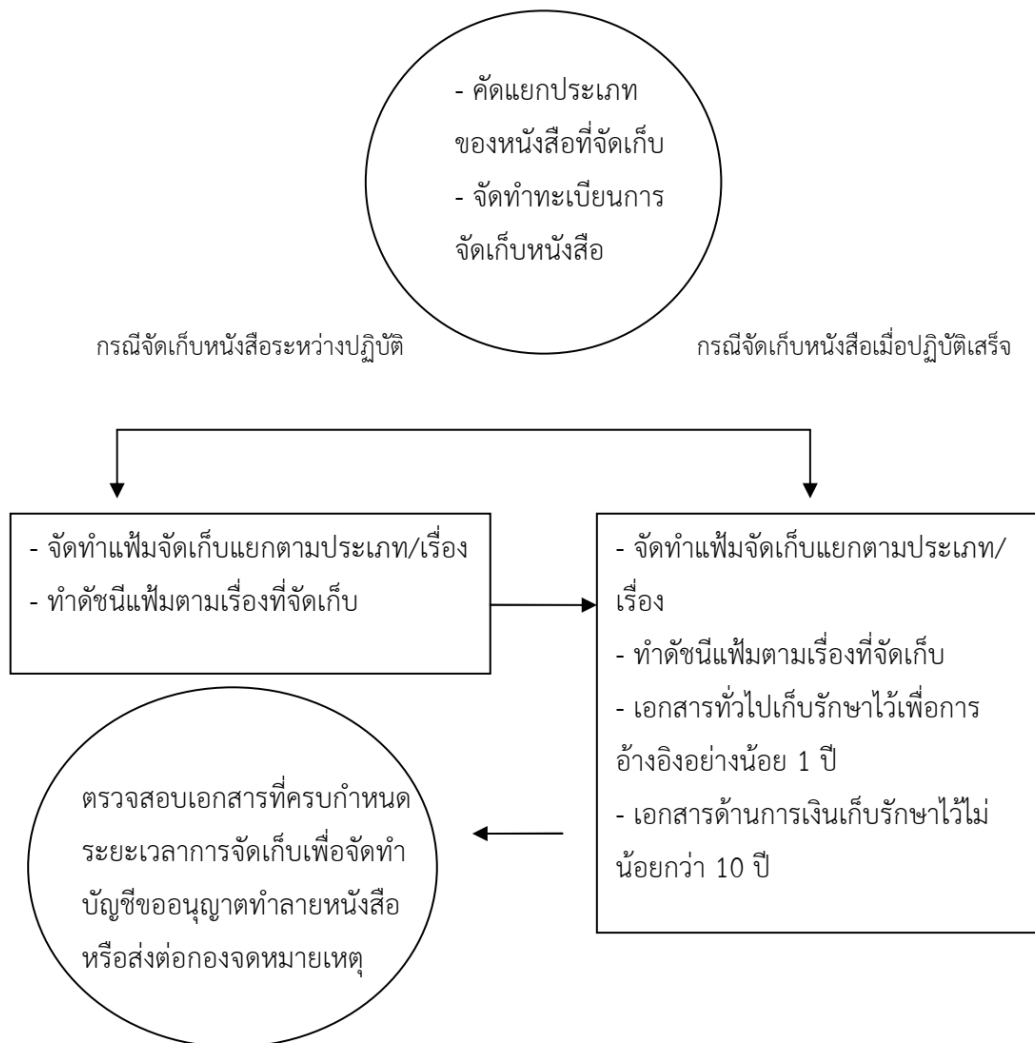 - คัดแยกประเภท
ของหนังสือที่จัดเก็บ
- จัดทำทะเบียนการ
จัดเก็บหนังสือ
กรณีจัดเก็บหนังสือระหว่างปฏิบัติ
กรณีจัดเก็บหนังสือเมื่อปฏิบัติเสร็จ
- จัดทำแฟ้มจัดเก็บแยกตามประเภท/เรื่อง
- ทำดัชนีแฟ้มตามเรื่องที่จัดเก็บ
- จัดทำแฟ้มจัดเก็บแยกตามประเภท/
เรื่อง
- ทำดัชนีแฟ้มตามเรื่องที่จัดเก็บ
- เอกสารทั่วไปเก็บรักษาไว้เพื่อการ
อ้างอิงอย่างน้อย 1 ปี
- เอกสารด้านการเงินเก็บรักษาไว้ไม่
น้อยกว่า 10 ปี
ตรวจสอบเอกสารที่ครบกำหนด
ระยะเวลาการจัดเก็บเพื่อจัดทำ
บัญชีขออนุญาตทำลายหนังสือ
หรือส่งต่อกองจดหมายเหตุ